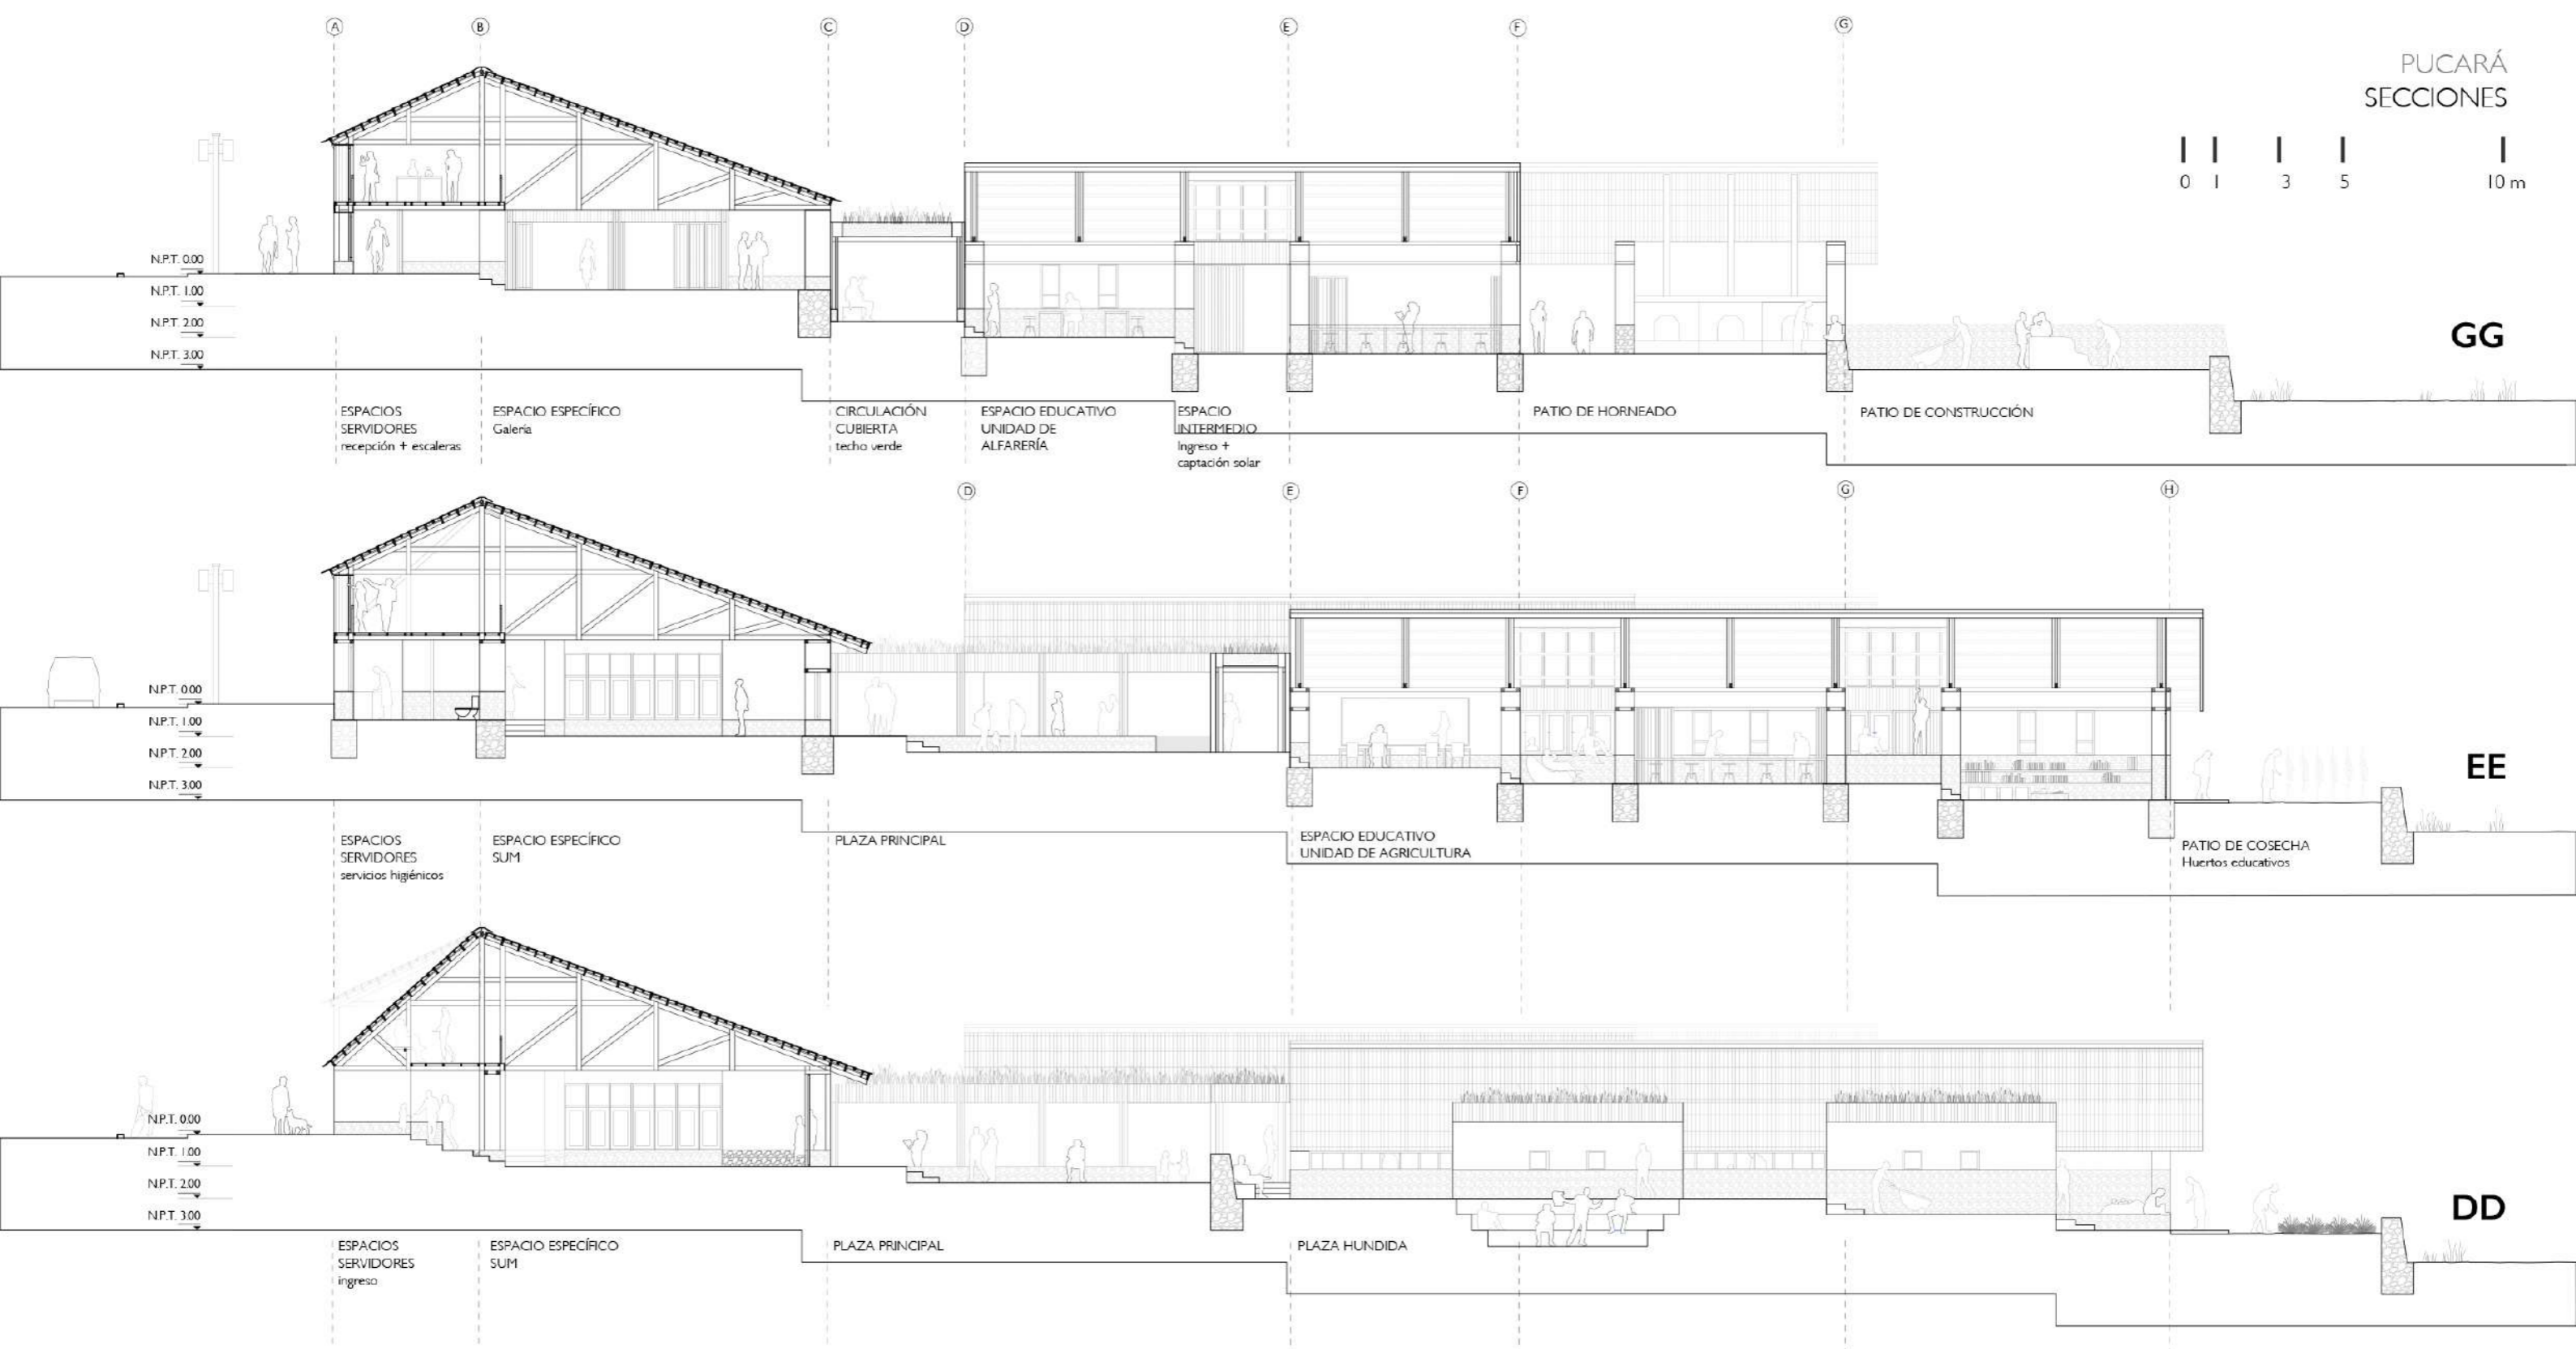 A B C D E F G
PUCARÁ
SECCIONES
0 1 3 5 10 m
N.P.T. 0.00
N.P.T. 1.00
N.P.T. 2.00
N.P.T. 3.00
GG
ESPACIOS
SERVIDORES
recepción + escaleras
ESPACIO ESPECÍFICO
Galería
CIRCULACIÓN
CUBIERTA
techo verde
ESPACIO EDUCATIVO
UNIDAD DE
ALFARERÍA
ESPACIO
INTERMEDIO
Ingreso +
captación solar
PATIO DE HORNEADO
PATIO DE CONSTRUCCIÓN
D E F G H
N.P.T. 0.00
N.P.T. 1.00
N.P.T. 2.00
N.P.T. 3.00
EE
ESPACIOS
SERVIDORES
servicios higiénicos
ESPACIO ESPECÍFICO
SUM
PLAZA PRINCIPAL
ESPACIO EDUCATIVO
UNIDAD DE AGRICULTURA
PATIO DE COSECHA
Huertos educativos
N.P.T. 0.00
N.P.T. 1.00
N.P.T. 2.00
N.P.T. 3.00
DD
ESPACIOS
SERVIDORES
ingreso
ESPACIO ESPECÍFICO
SUM
PLAZA PRINCIPAL
PLAZA HUNDIDA